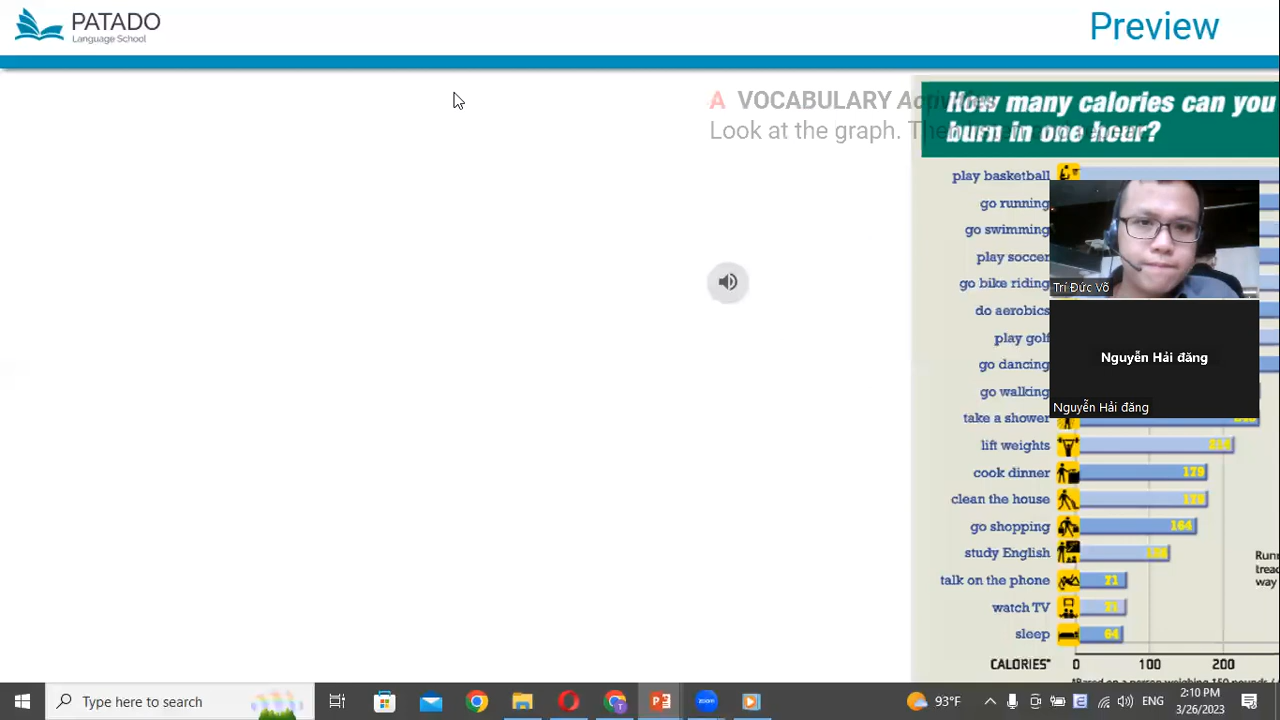 PATADO
Language School
Preview
A VOCABULARY
Look at the graph.
How many calories can you
burn in one hour?
play basketball
go running
go swimming
play soccer
go bike riding
do aerobics
play golf
go dancing
go walking
take a shower
lift weights
cook dinner 179
clean the house
go shopping 164
study English
talk on the phone 71
watch TV 71
sleep 64
CALORIES* 0 100 200
Trí Đức Võ
Nguyễn Hải đăng
Nguyễn Hải đăng
Type here to search
zoom
93°F
ENG
2:10 PM
3/26/2023